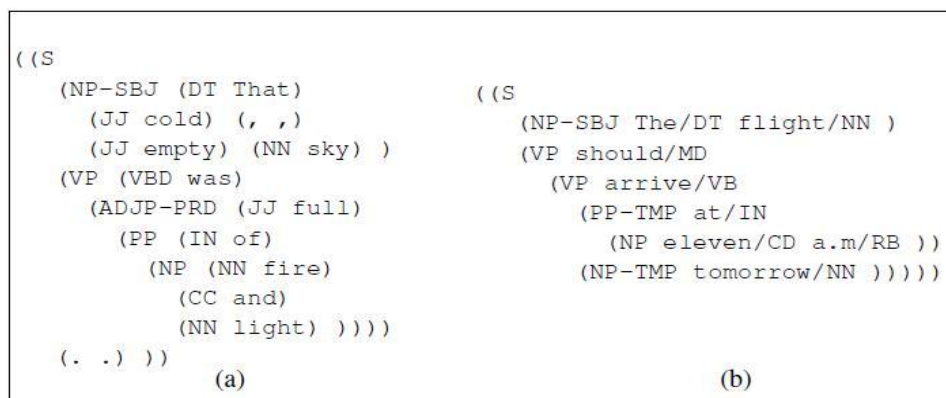 ((S
(NP-SBJ (DT That)
(JJ cold) (, ,)
(JJ empty) (NN sky) )
(VP (VBD was)
(ADJP-PRD (JJ full)
(PP (IN of)
(NP (NN fire)
(CC and)
(NN light) ))))
(. .) ))
(a)
((S
(NP-SBJ The/DT flight/NN )
(VP should/MD
(VP arrive/VB
(PP-TMP at/IN
(NP eleven/CD a.m/RB ))
(NP-TMP tomorrow/NN )))))
(b)